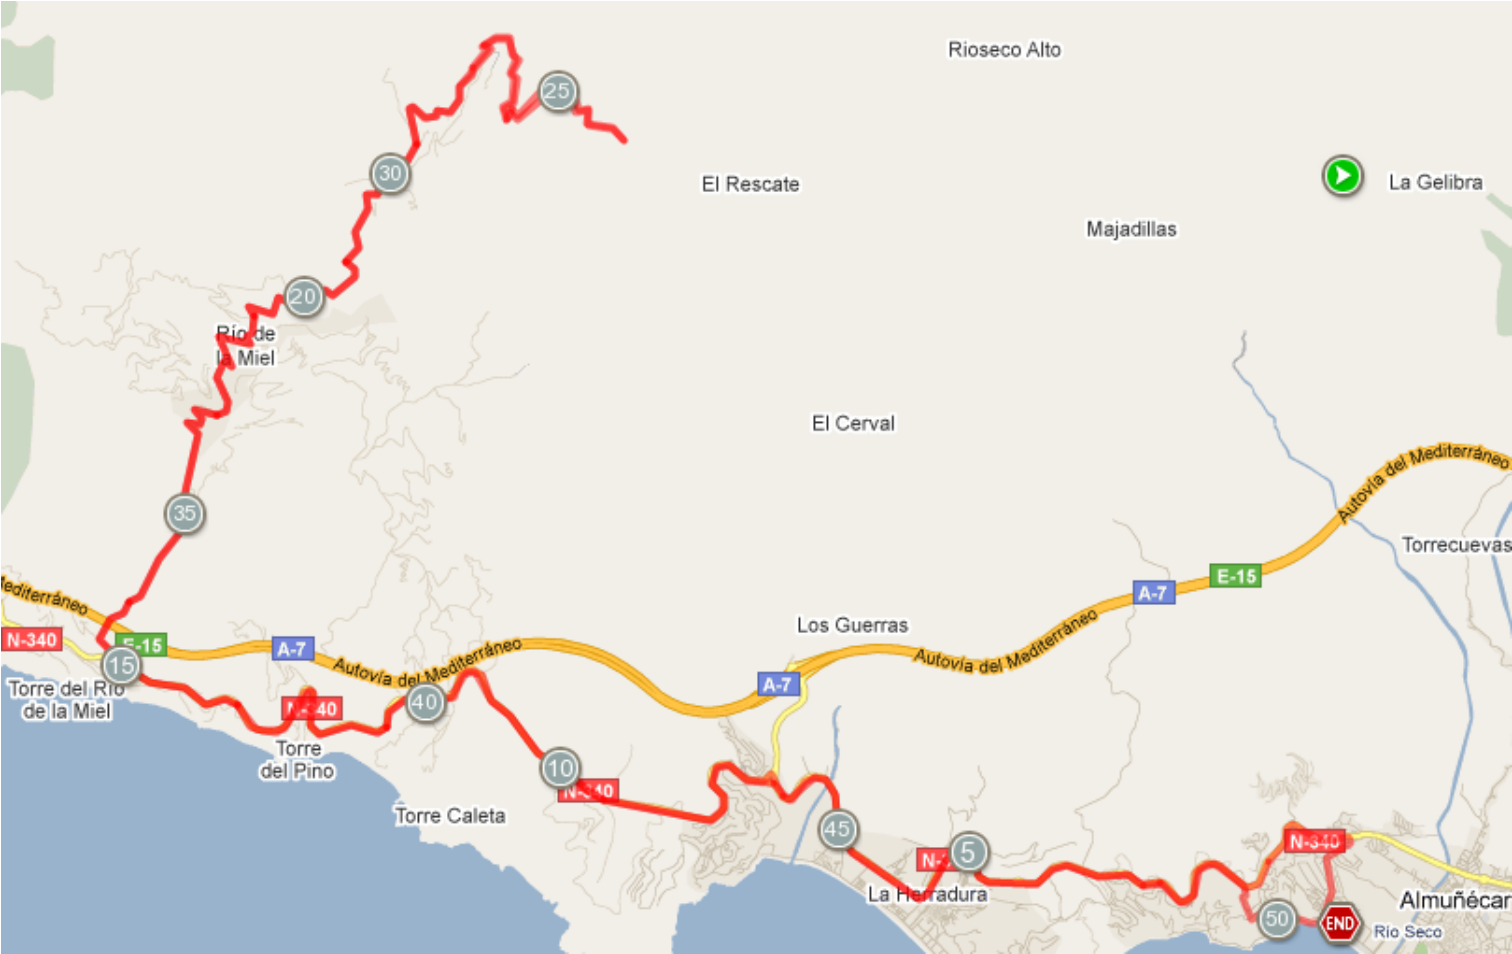 Rioseco Alto
25
30
El Rescate
La Gelibra
Majadillas
20
Río de
la Miel
El Cerval
Autovía del Mediterráneo
35
Torrecuevas
Mediterráneo
E-15
A-7
Los Guerras
N-340
E-15
A-7
Autovía del Mediterráneo
Autovía del Mediterráneo
15
A-7
Torre del Río
de la Miel
40
N-340
Torre
del Pino
10
N-340
Torre Caleta
45
N-3
5
N-340
La Herradura
Almuñécar
50
END
Río Seco